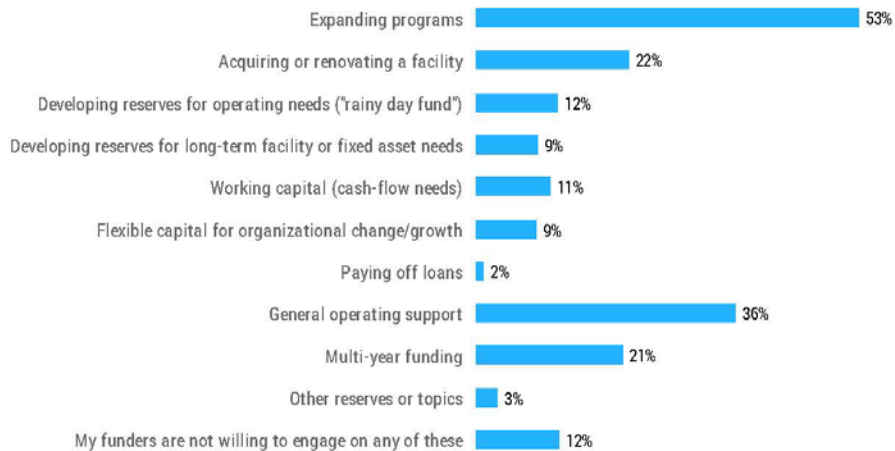 Expanding programs 53%
Acquiring or renovating a facility 22%
Developing reserves for operating needs ("rainy day fund") 12%
Developing reserves for long-term facility or fixed asset needs 9%
Working capital (cash-flow needs) 11%
Flexible capital for organizational change/growth 9%
Paying off loans 2%
General operating support 36%
Multi-year funding 21%
Other reserves or topics 3%
My funders are not willing to engage on any of these 12%